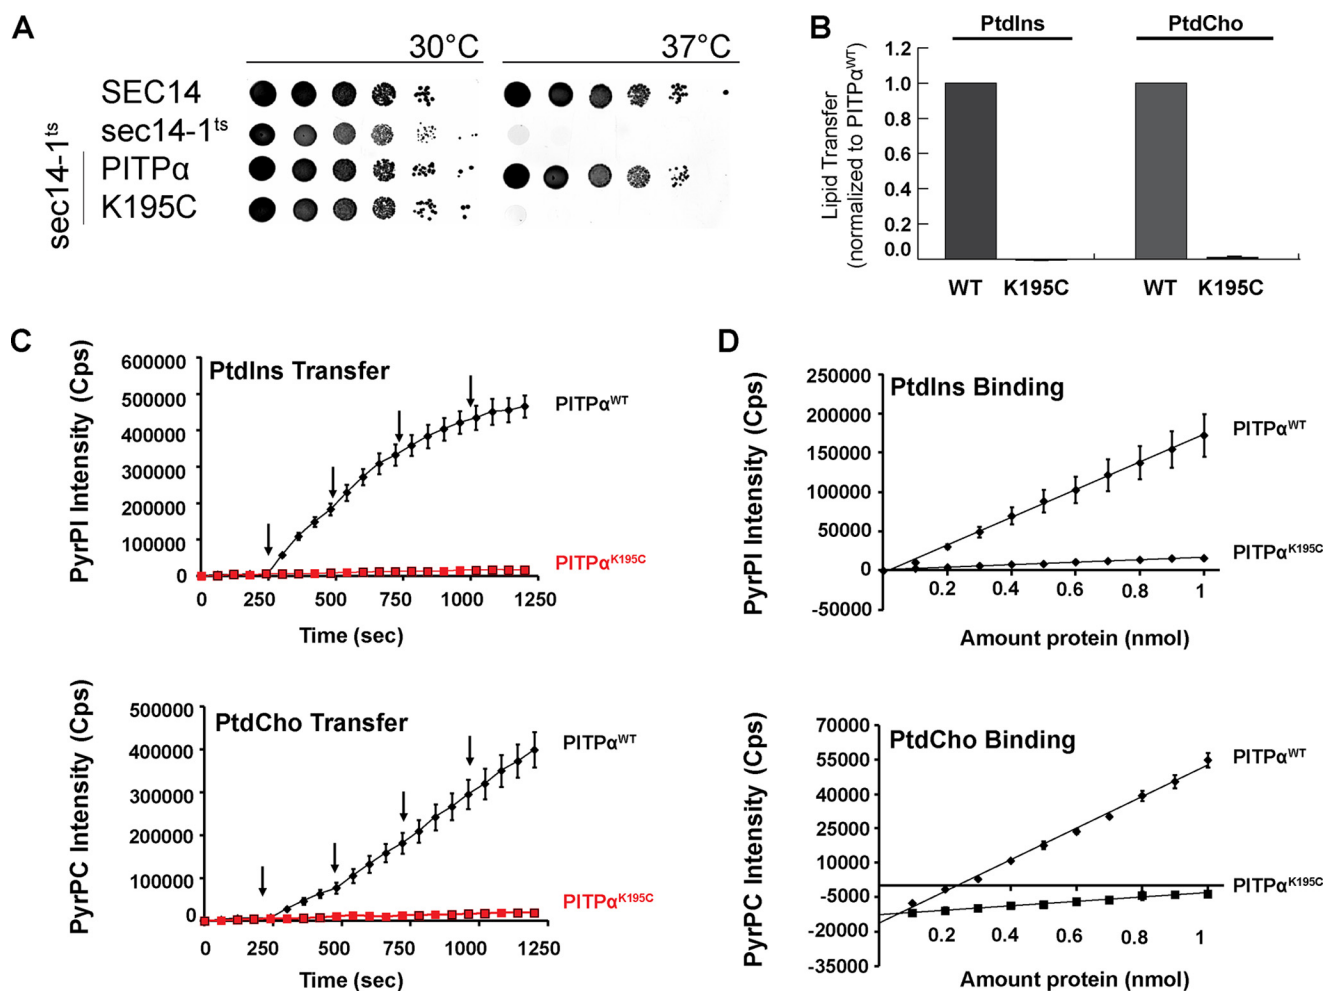 A
30°C
37°C
SEC14
sec14-1ts
PITPα
K195C
sec14-1ts
B
PtdIns
PtdCho
Lipid Transfer
(normalized to PITPαWT)
1.2
1.0
0.8
0.6
0.4
0.2
0.0
WT
K195C
WT
K195C
C
PtdIns Transfer
PyrPI Intensity (Cps)
600000
500000
400000
300000
200000
100000
0
PITPαWT
PITPαK195C
0
250
500
750
1000
1250
Time (sec)
PtdCho Transfer
PyrPC Intensity (Cps)
500000
400000
300000
200000
100000
0
PITPαWT
PITPαK195C
0
250
500
750
1000
1250
Time (sec)
D
PtdIns Binding
PyrPI Intensity (Cps)
250000
200000
150000
100000
50000
0
-50000
PITPαWT
PITPαK195C
0.2
0.4
0.6
0.8
1
Amount protein (nmol)
PtdCho Binding
PyrPC Intensity (Cps)
70000
55000
40000
25000
10000
-5000
-20000
-35000
PITPαWT
PITPαK195C
0.2
0.4
0.6
0.8
1
Amount protein (nmol)